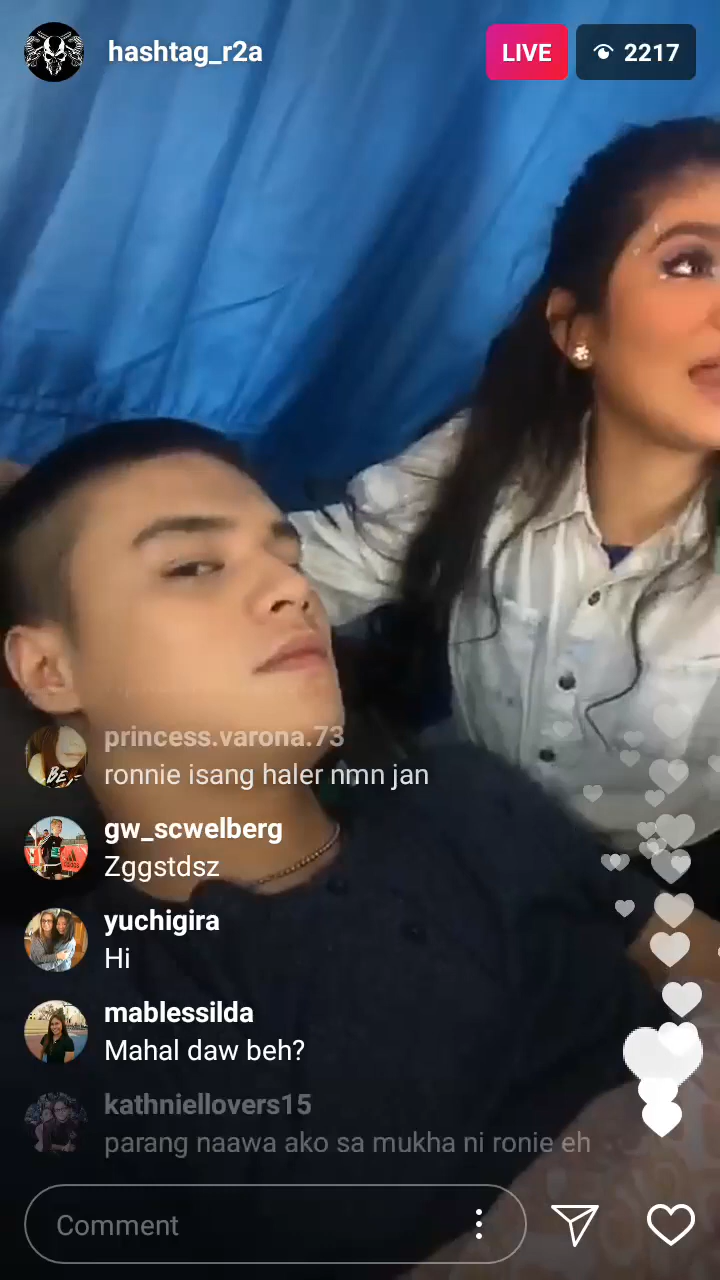 hashtag_r2a
LIVE
2217
princess.varona.73
ronnie isang haler nmn jan
gw_scwelberg
Zggstdsz
yuchigira
Hi
mablessilda
Mahal daw beh?
kathniellovers15
parang naawa ako sa mukha ni ronie eh
Comment